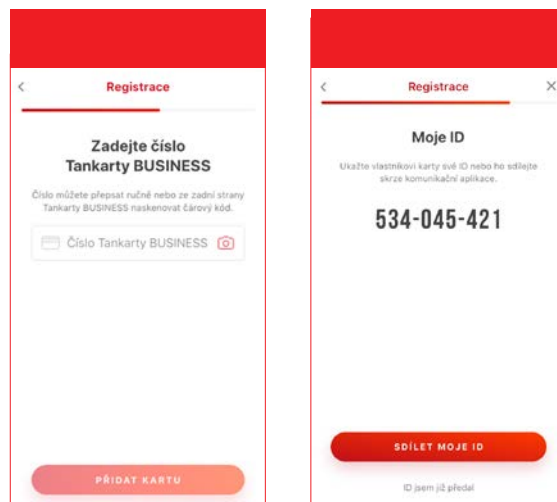 Registrace
Zadejte číslo
Tankarty BUSINESS
Číslo můžete přepsat ručně nebo ze zadní strany
Tankarty BUSINESS naskenovat čárový kód.
Číslo Tankarty BUSINESS
PŘIDAT KARTU
Registrace
Moje ID
Ukažte vlastníkovi karty své ID nebo ho sdílejte
skrze komunikační aplikace.
534-045-421
SDÍLET MOJE ID
ID jsem již předal